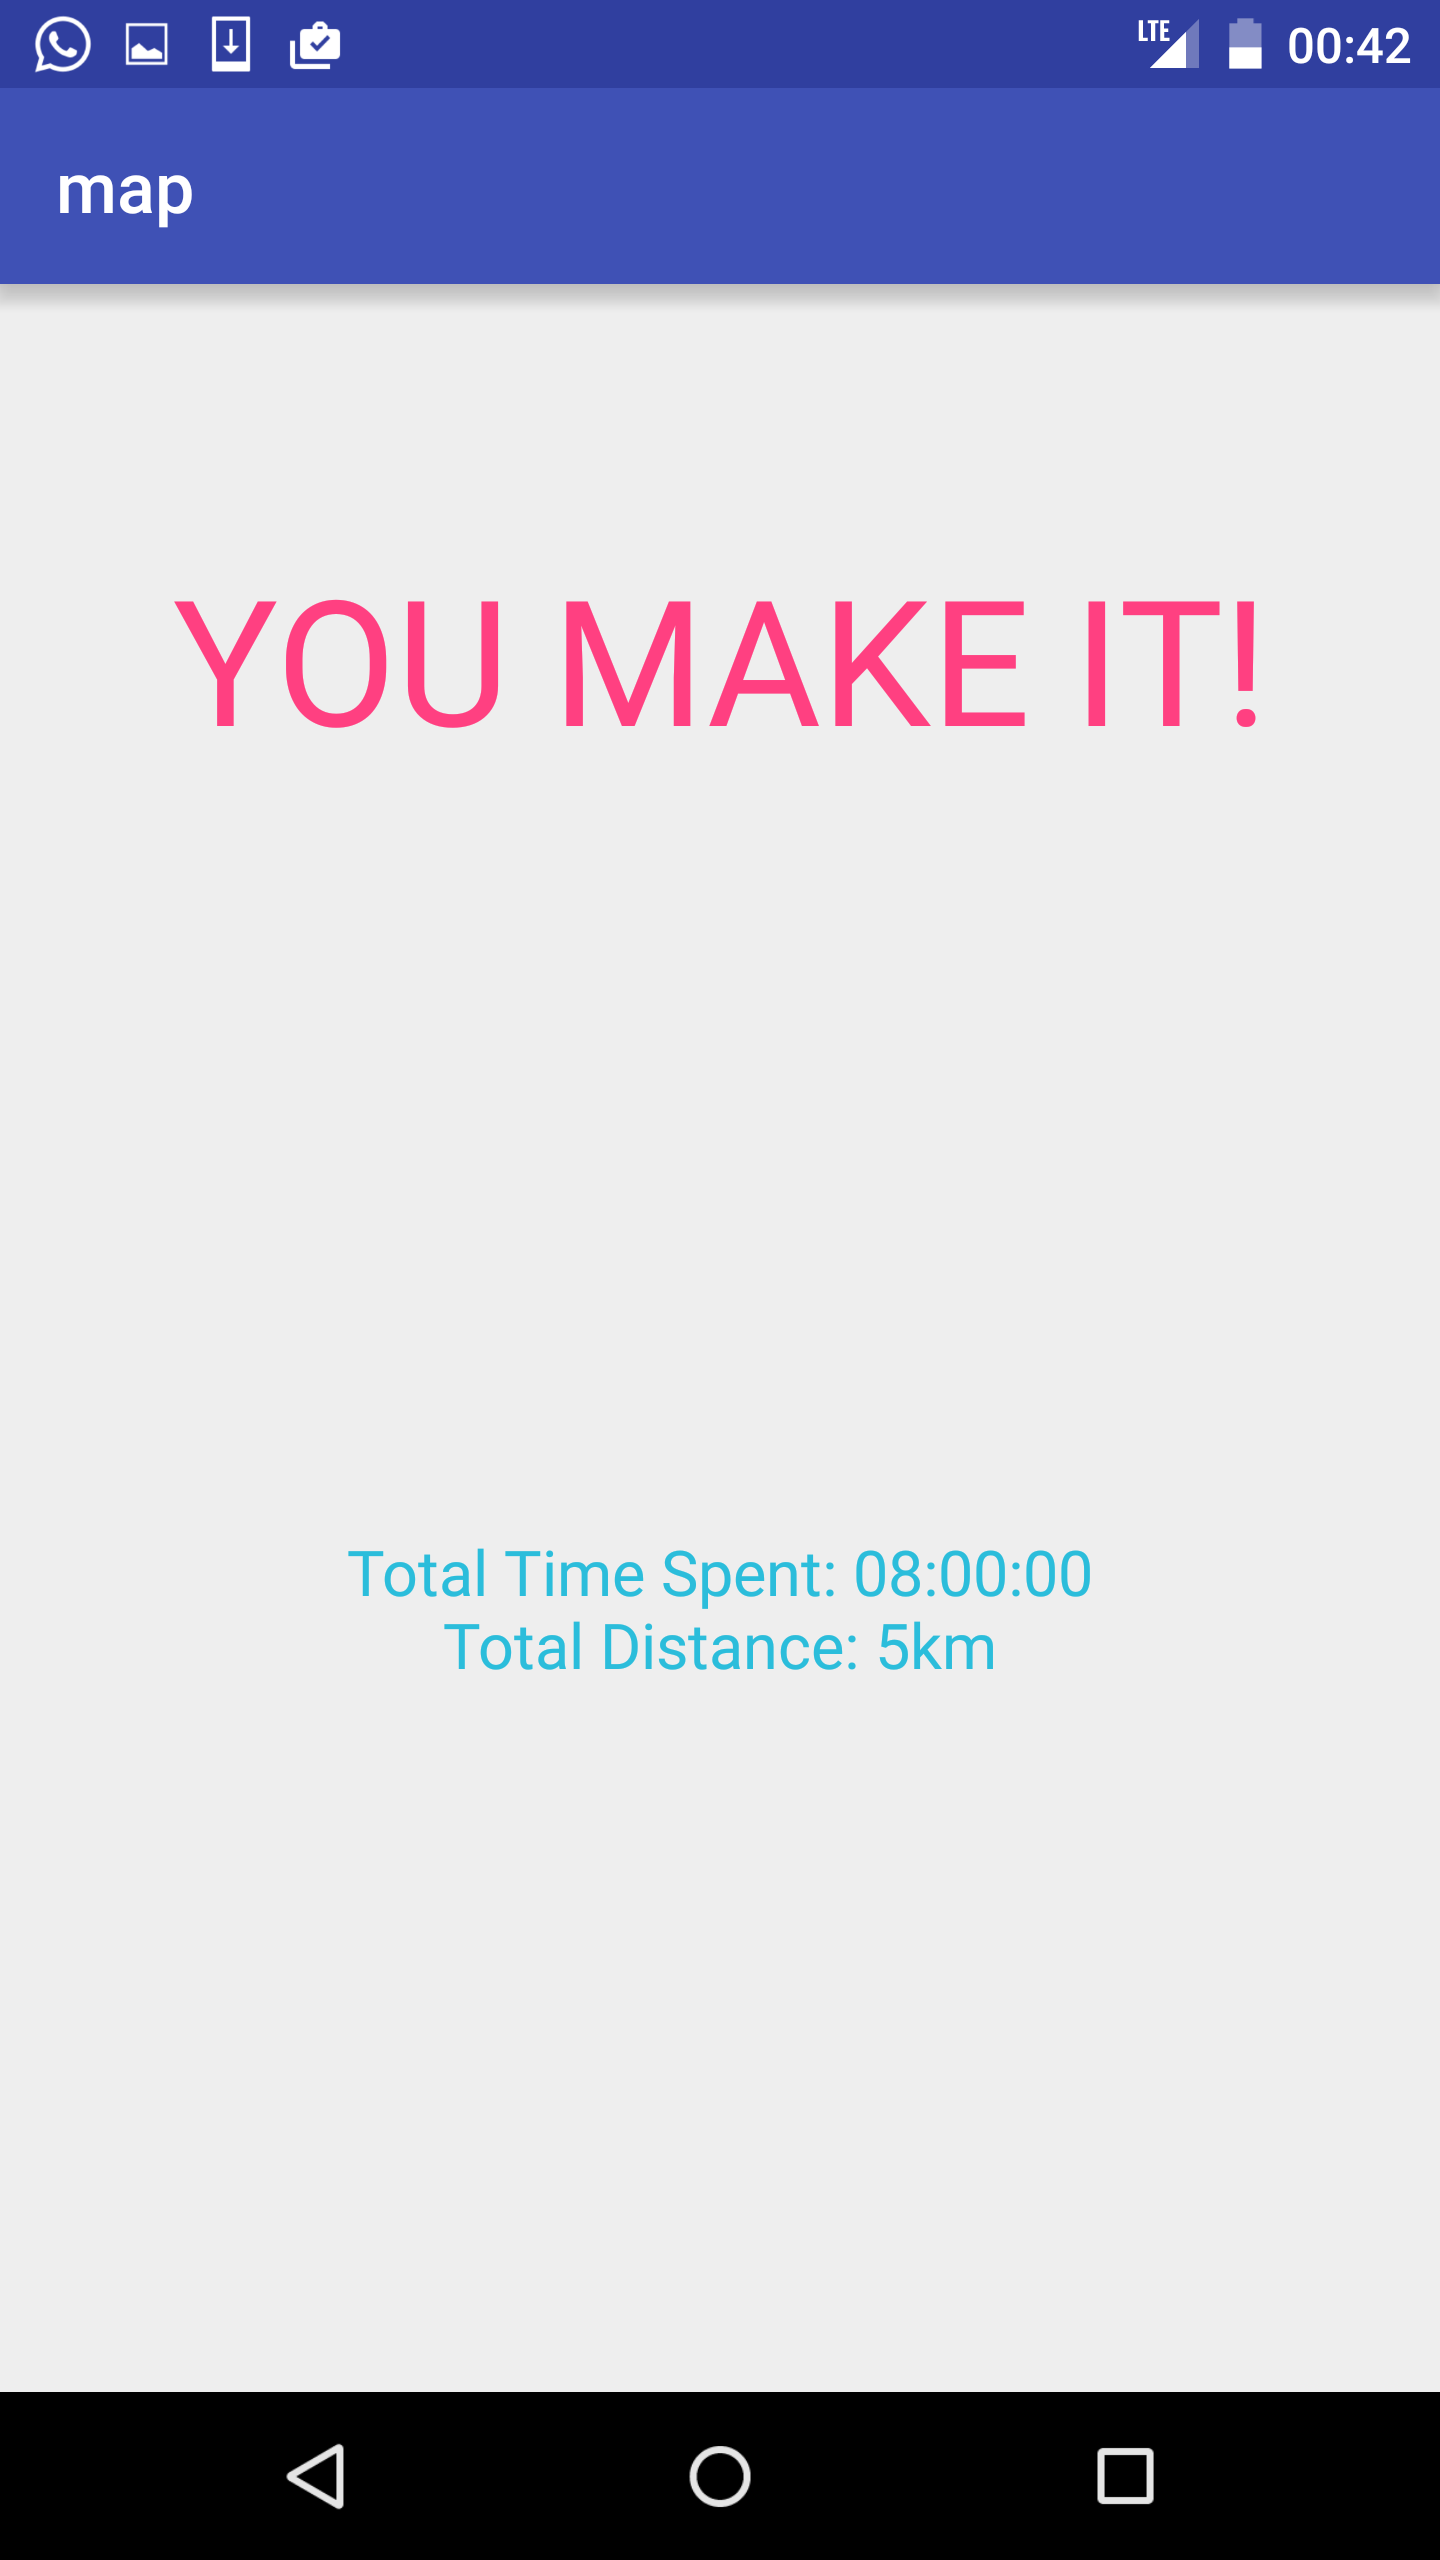 LTE 00:42
map
YOU MAKE IT!
Total Time Spent: 08:00:00
Total Distance: 5km